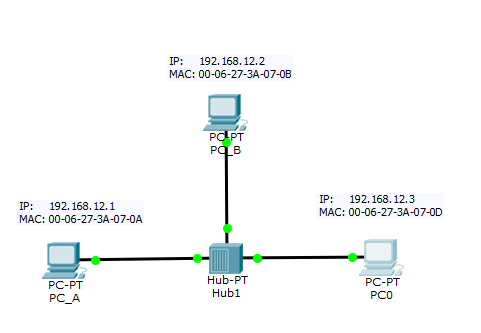 IP: 192.168.12.2
MAC: 00-06-27-3A-07-0B
PC-PT
PC_B
IP: 192.168.12.1
MAC: 00-06-27-3A-07-0A
IP: 192.168.12.3
MAC: 00-06-27-3A-07-0D
PC-PT
PC_A
Hub-PT
Hub1
PC-PT
PC0